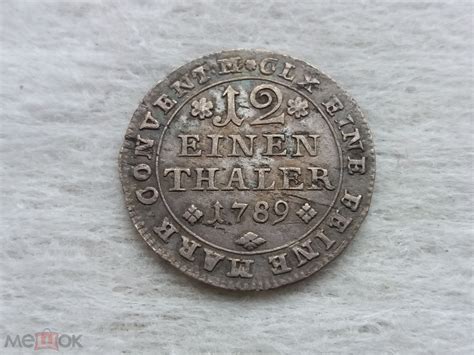 CLX EINE FEINE MARK CONVENT · M
12
EINEN
THALER
1789
МешоК